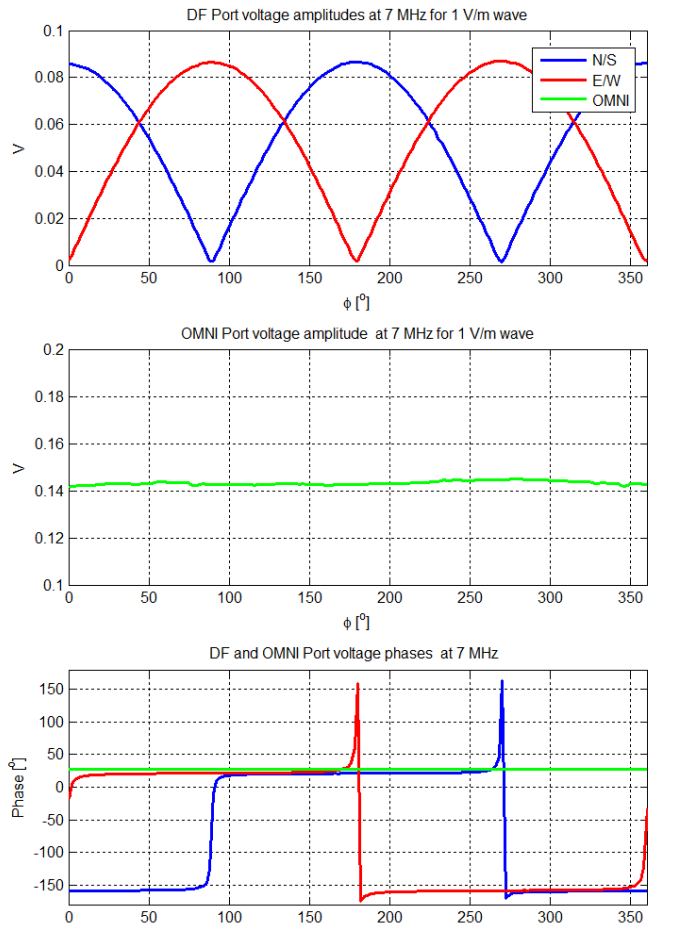 DF Port voltage amplitudes at 7 MHz for 1 V/m wave
0.1
0.08
0.06
0.04
0.02
0
V
N/S
E/W
OMNI
0 50 100 150 200 250 300 350
ϕ [º]
OMNI Port voltage amplitude at 7 MHz for 1 V/m wave
0.2
0.18
0.16
0.14
0.12
0.1
V
0 50 100 150 200 250 300 350
ϕ [º]
DF and OMNI Port voltage phases at 7 MHz
150
100
50
0
-50
-100
-150
Phase [º]
0 50 100 150 200 250 300 350